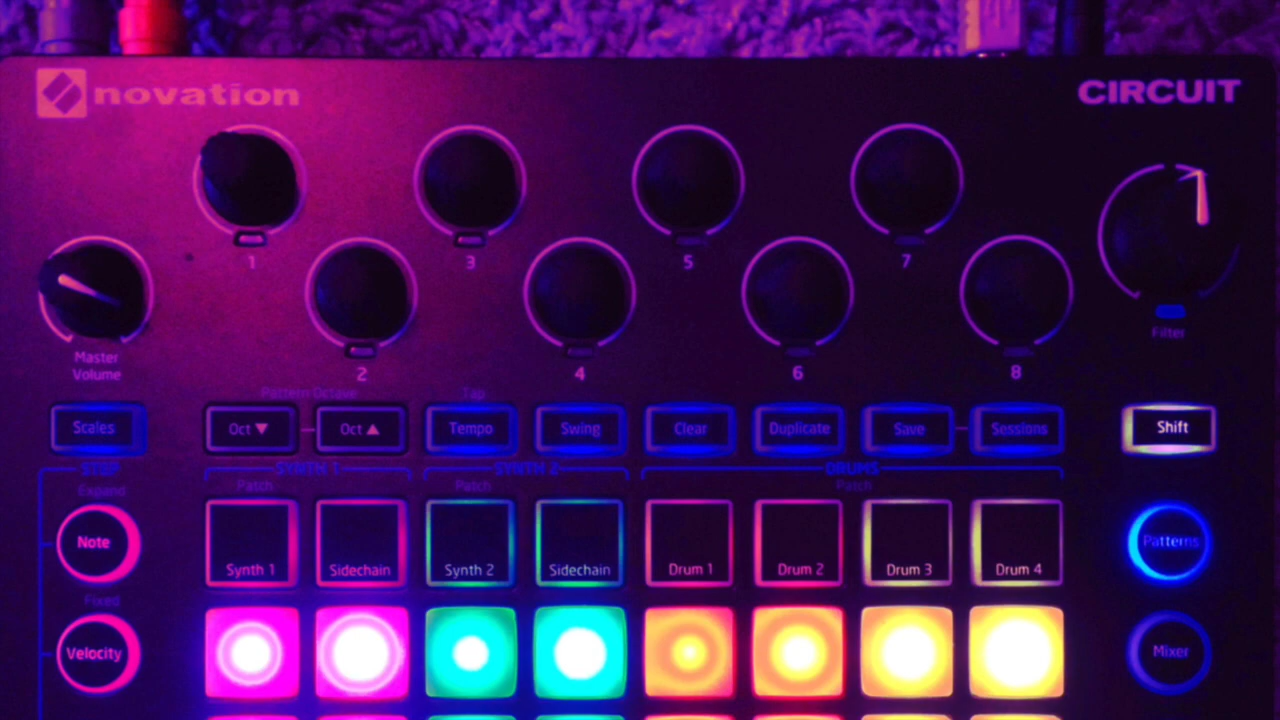 novation
CIRCUIT
1
3
5
7
Filter
Master
Volume
2
4
6
8
Pattern Octave
Tap
Scales
Oct ▼
Oct ▲
Tempo
Swing
Clear
Duplicate
Save
Sessions
Shift
STEP
SYNTH 1
SYNTH 2
DRUMS
Expand
Patch
Patch
Patch
Note
Synth 1
Sidechain
Synth 2
Sidechain
Drum 1
Drum 2
Drum 3
Drum 4
Patterns
Fixed
Velocity
Mixer